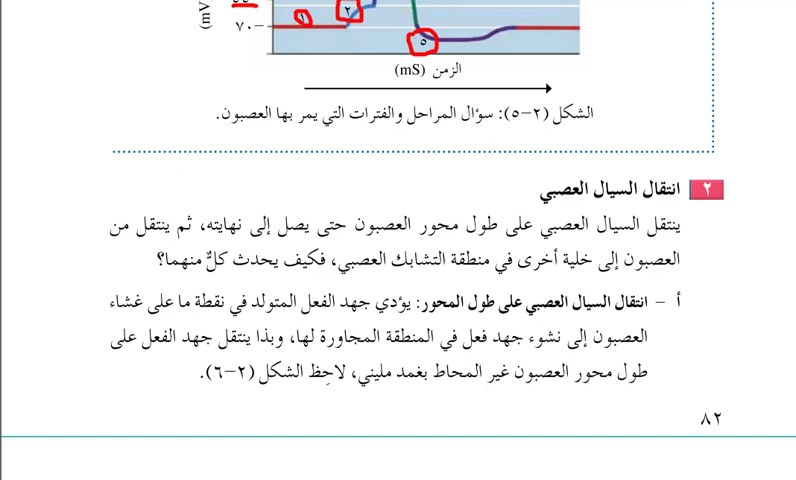 (mV)
١
٢
٧٠–
٥
الزمن (mS)
الشكل (٢-٥): سؤال المراحل والفترات التي يمر بها العصبون.
٢ انتقال السيال العصبي
ينتقل السيال العصبي على طول محور العصبون حتى يصل إلى نهايته، ثم ينتقل من
العصبون إلى خلية أخرى في منطقة التشابك العصبي، فكيف يحدث كلٌّ منهما؟
أ – انتقال السيال العصبي على طول المحور: يؤدي جهد الفعل المتولد في نقطة ما على غشاء
العصبون إلى نشوء جهد فعل في المنطقة المجاورة لها، وبذا ينتقل جهد الفعل على
طول محور العصبون غير المحاط بغمد مليني، لاحِظ الشكل (٢-٦).
٨٢